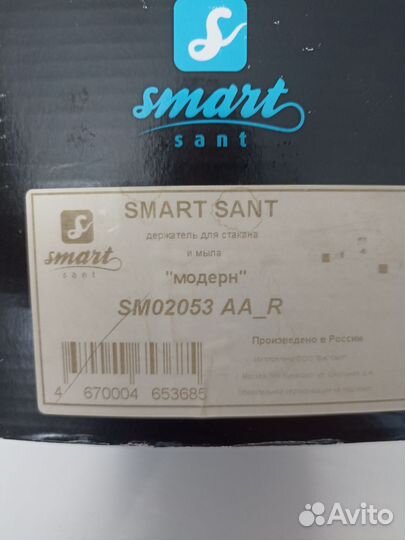 smart
sant
SMART SANT
держатель для стакана
и мыла
"модерн"
SM02053 AA_R
smart
sant
Произведено в России
4 670004 653685
Avito